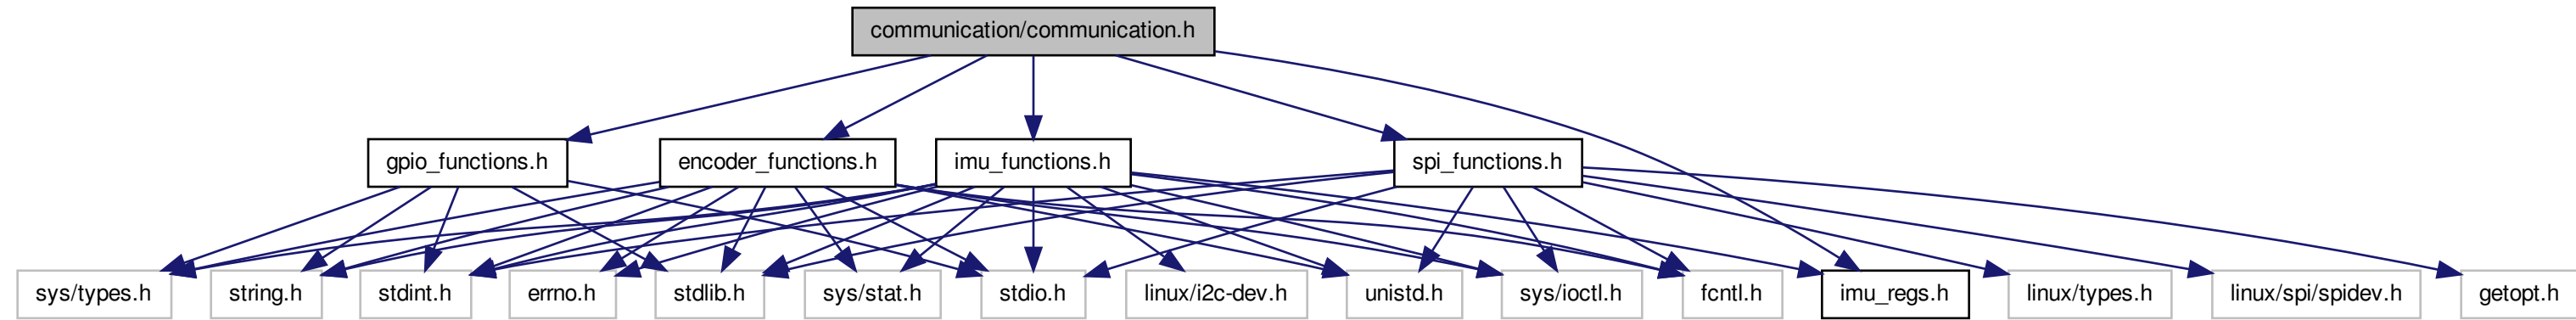 communication/communication.h
gpio_functions.h
encoder_functions.h
imu_functions.h
spi_functions.h
sys/types.h
string.h
stdint.h
errno.h
stdlib.h
sys/stat.h
stdio.h
linux/i2c-dev.h
unistd.h
sys/ioctl.h
fcntl.h
imu_regs.h
linux/types.h
linux/spi/spidev.h
getopt.h